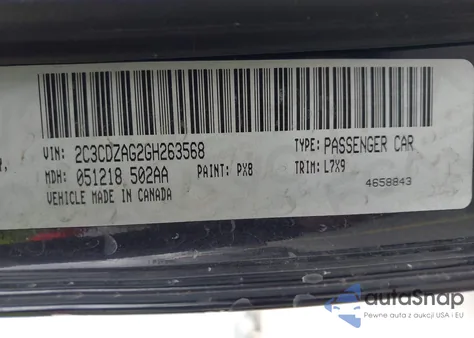 VIN: 2C3CDZAG2GH263568 TYPE: PASSENGER CAR
MDH: 051218 502AA PAINT: PX8 TRIM: L7X9
VEHICLE MADE IN CANADA 4658843
autoSnap
Pewne auta z aukcji USA i EU